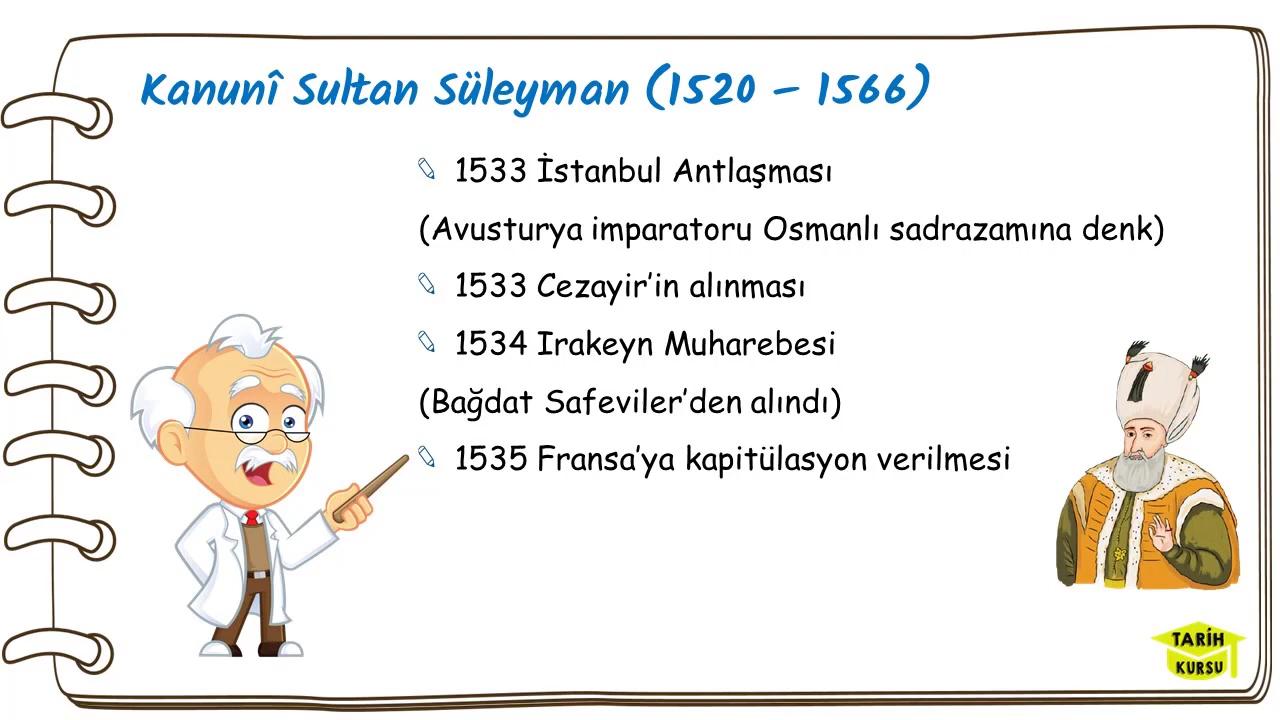 Kanunî Sultan Süleyman (1520 – 1566)
1533 İstanbul Antlaşması
(Avusturya imparatoru Osmanlı sadrazamına denk)
1533 Cezayir’in alınması
1534 Irakeyn Muharebesi
(Bağdat Safeviler’den alındı)
1535 Fransa’ya kapitülasyon verilmesi
TARİH
KURSU